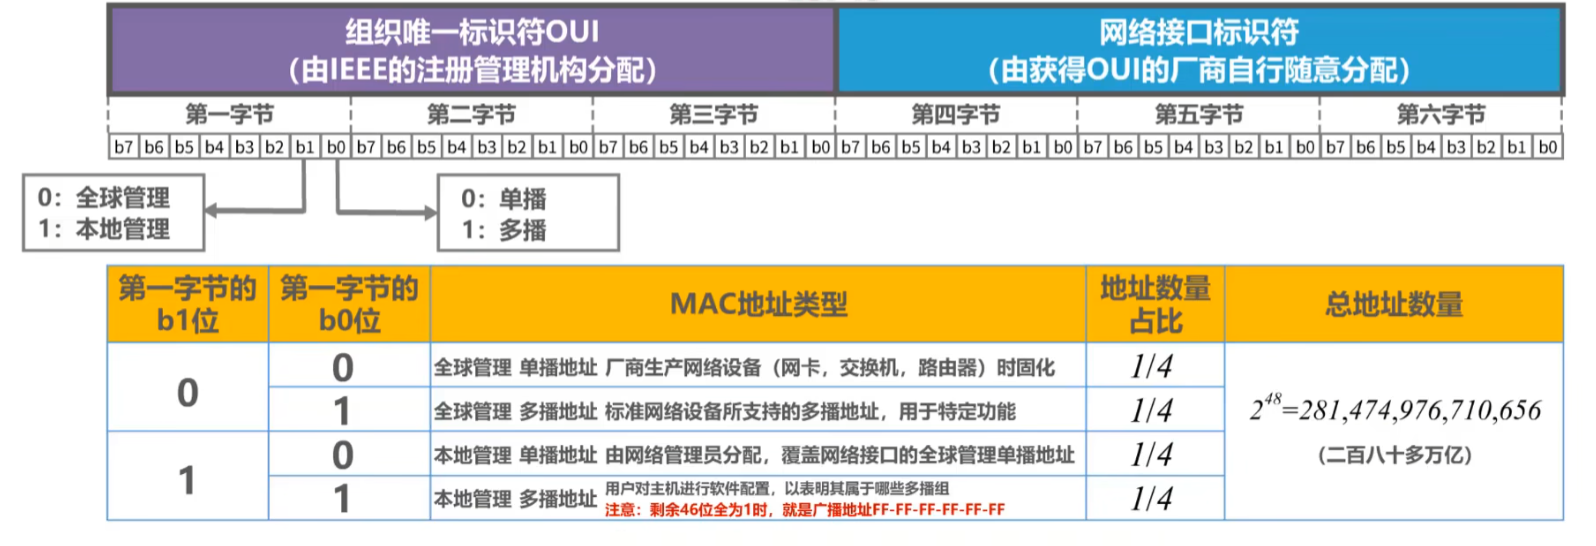 组织唯一标识符OUI
（由IEEE的注册管理机构分配）
网络接口标识符
（由获得OUI的厂商自行随意分配）
第一字节 第二字节 第三字节 第四字节 第五字节 第六字节
b7 b6 b5 b4 b3 b2 b1 b0 b7 b6 b5 b4 b3 b2 b1 b0 b7 b6 b5 b4 b3 b2 b1 b0 b7 b6 b5 b4 b3 b2 b1 b0 b7 b6 b5 b4 b3 b2 b1 b0 b7 b6 b5 b4 b3 b2 b1 b0
0：全球管理
1：本地管理
0：单播
1：多播
第一字节的
b1位
第一字节的
b0位
MAC地址类型
地址数量
占比
总地址数量
0
0
全球管理 单播地址 厂商生产网络设备（网卡，交换机，路由器）时固化
1/4
1
全球管理 多播地址 标准网络设备所支持的多播地址，用于特定功能
1/4
1
0
本地管理 单播地址 由网络管理员分配，覆盖网络接口的全球管理单播地址
1/4
1
本地管理 多播地址
用户对主机进行软件配置，以表明其属于哪些多播组
注意：剩余46位全为1时，就是广播地址FF-FF-FF-FF-FF-FF
1/4
2^48=281,474,976,710,656
（二百八十多万亿）